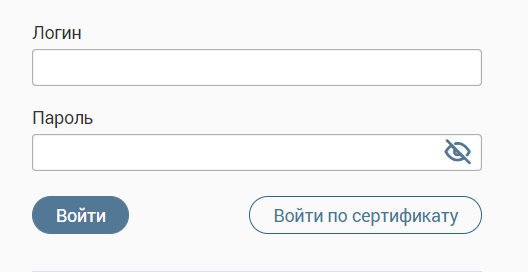 Логин
Пароль
Войти
Войти по сертификату